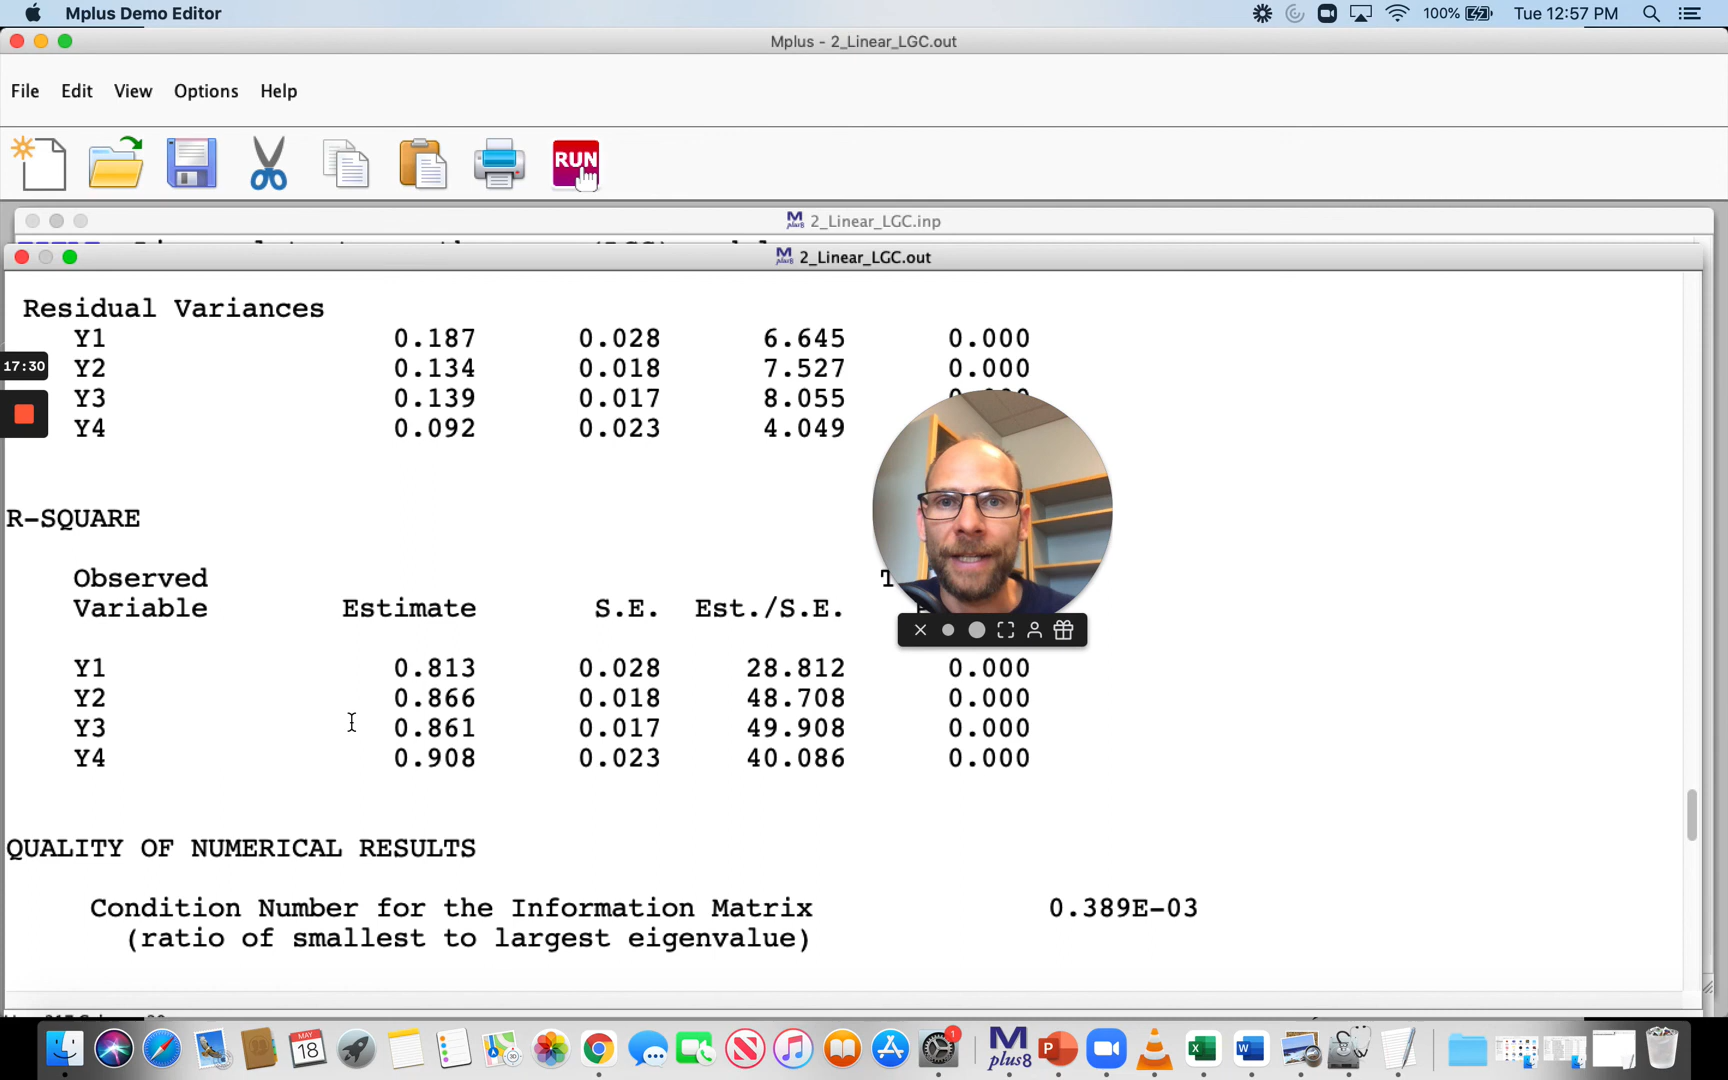 Mplus Demo Editor
100%
Tue 12:57 PM
Mplus - 2_Linear_LGC.out
File Edit View Options Help
RUN
2_Linear_LGC.inp
2_Linear_LGC.out
Residual Variances
Y1 0.187 0.028 6.645 0.000
Y2 0.134 0.018 7.527 0.000
Y3 0.139 0.017 8.055
Y4 0.092 0.023 4.049
17:30
R-SQUARE
Observed
Variable Estimate S.E. Est./S.E.
Y1 0.813 0.028 28.812 0.000
Y2 0.866 0.018 48.708 0.000
Y3 0.861 0.017 49.908 0.000
Y4 0.908 0.023 40.086 0.000
QUALITY OF NUMERICAL RESULTS
Condition Number for the Information Matrix 0.389E-03
(ratio of smallest to largest eigenvalue)
MAY
18
1
M
plus8